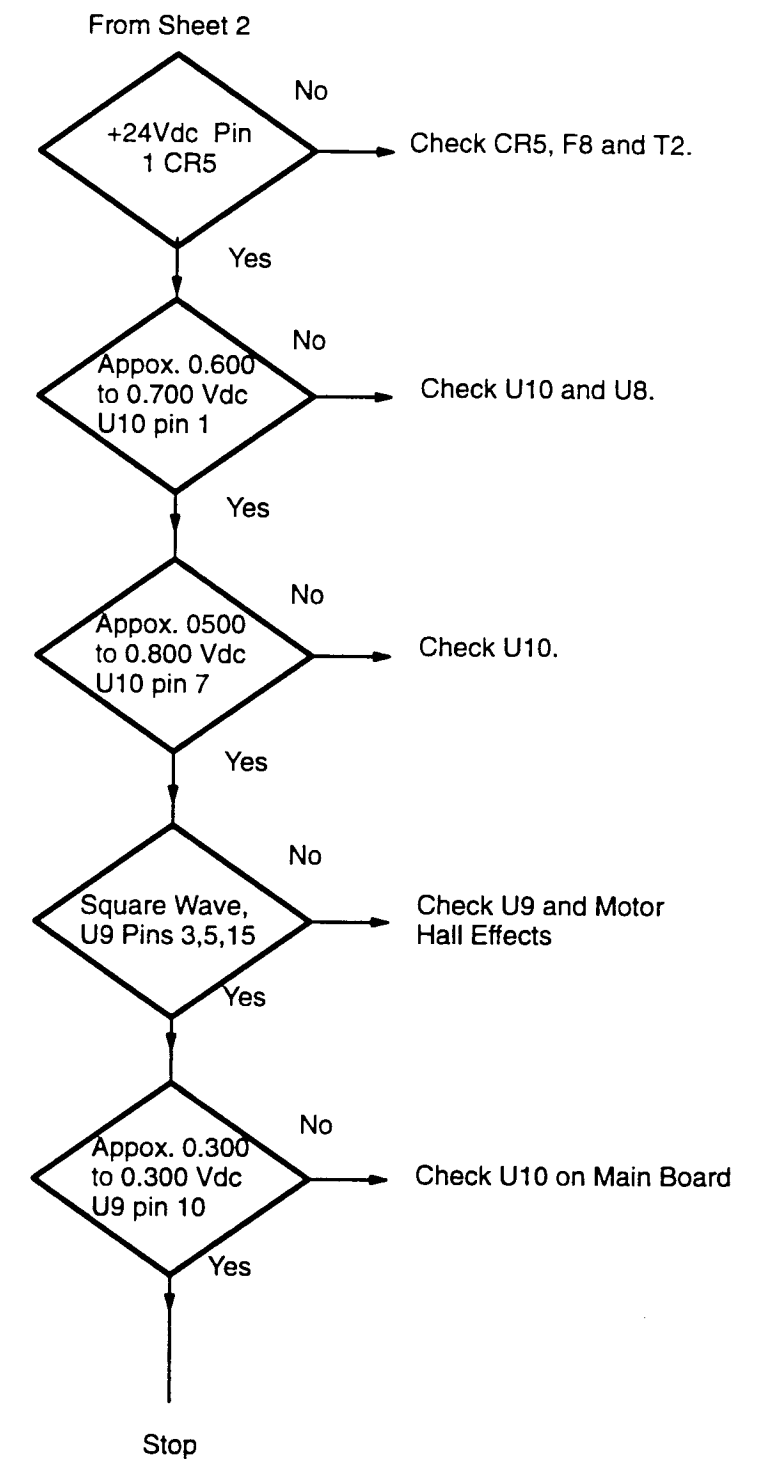 From Sheet 2
No
+24Vdc Pin
1 CR5
Check CR5, F8 and T2.
Yes
No
Appox. 0.600
to 0.700 Vdc
U10 pin 1
Check U10 and U8.
Yes
No
Appox. 0500
to 0.800 Vdc
U10 pin 7
Check U10.
Yes
No
Square Wave,
U9 Pins 3,5,15
Check U9 and Motor
Hall Effects
Yes
No
Appox. 0.300
to 0.300 Vdc
U9 pin 10
Check U10 on Main Board
Yes
Stop